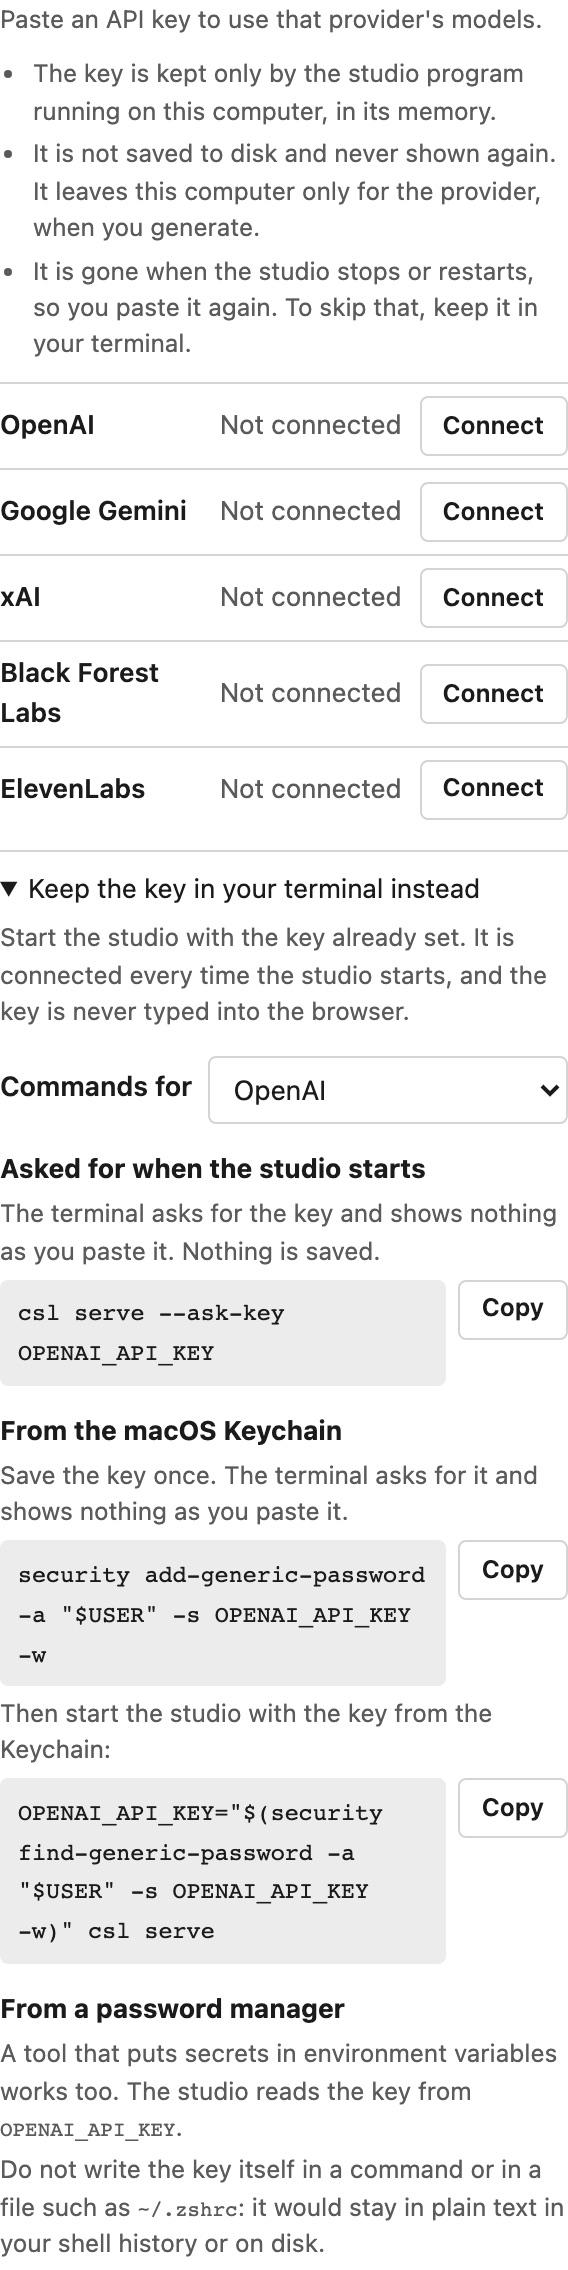 Paste an API key to use that provider's models.
• The key is kept only by the studio program
running on this computer, in its memory.
• It is not saved to disk and never shown again.
It leaves this computer only for the provider,
when you generate.
• It is gone when the studio stops or restarts,
so you paste it again. To skip that, keep it in
your terminal.
OpenAI Not connected Connect
Google Gemini Not connected Connect
xAI Not connected Connect
Black Forest
Labs Not connected Connect
ElevenLabs Not connected Connect
▼ Keep the key in your terminal instead
Start the studio with the key already set. It is
connected every time the studio starts, and the
key is never typed into the browser.
Commands for OpenAI
Asked for when the studio starts
The terminal asks for the key and shows nothing
as you paste it. Nothing is saved.
csl serve --ask-key Copy
OPENAI_API_KEY
From the macOS Keychain
Save the key once. The terminal asks for it and
shows nothing as you paste it.
security add-generic-password Copy
-a "$USER" -s OPENAI_API_KEY
-w
Then start the studio with the key from the
Keychain:
OPENAI_API_KEY="$(security Copy
find-generic-password -a
"$USER" -s OPENAI_API_KEY
-w)" csl serve
From a password manager
A tool that puts secrets in environment variables
works too. The studio reads the key from
OPENAI_API_KEY.
Do not write the key itself in a command or in a
file such as ~/.zshrc: it would stay in plain text in
your shell history or on disk.